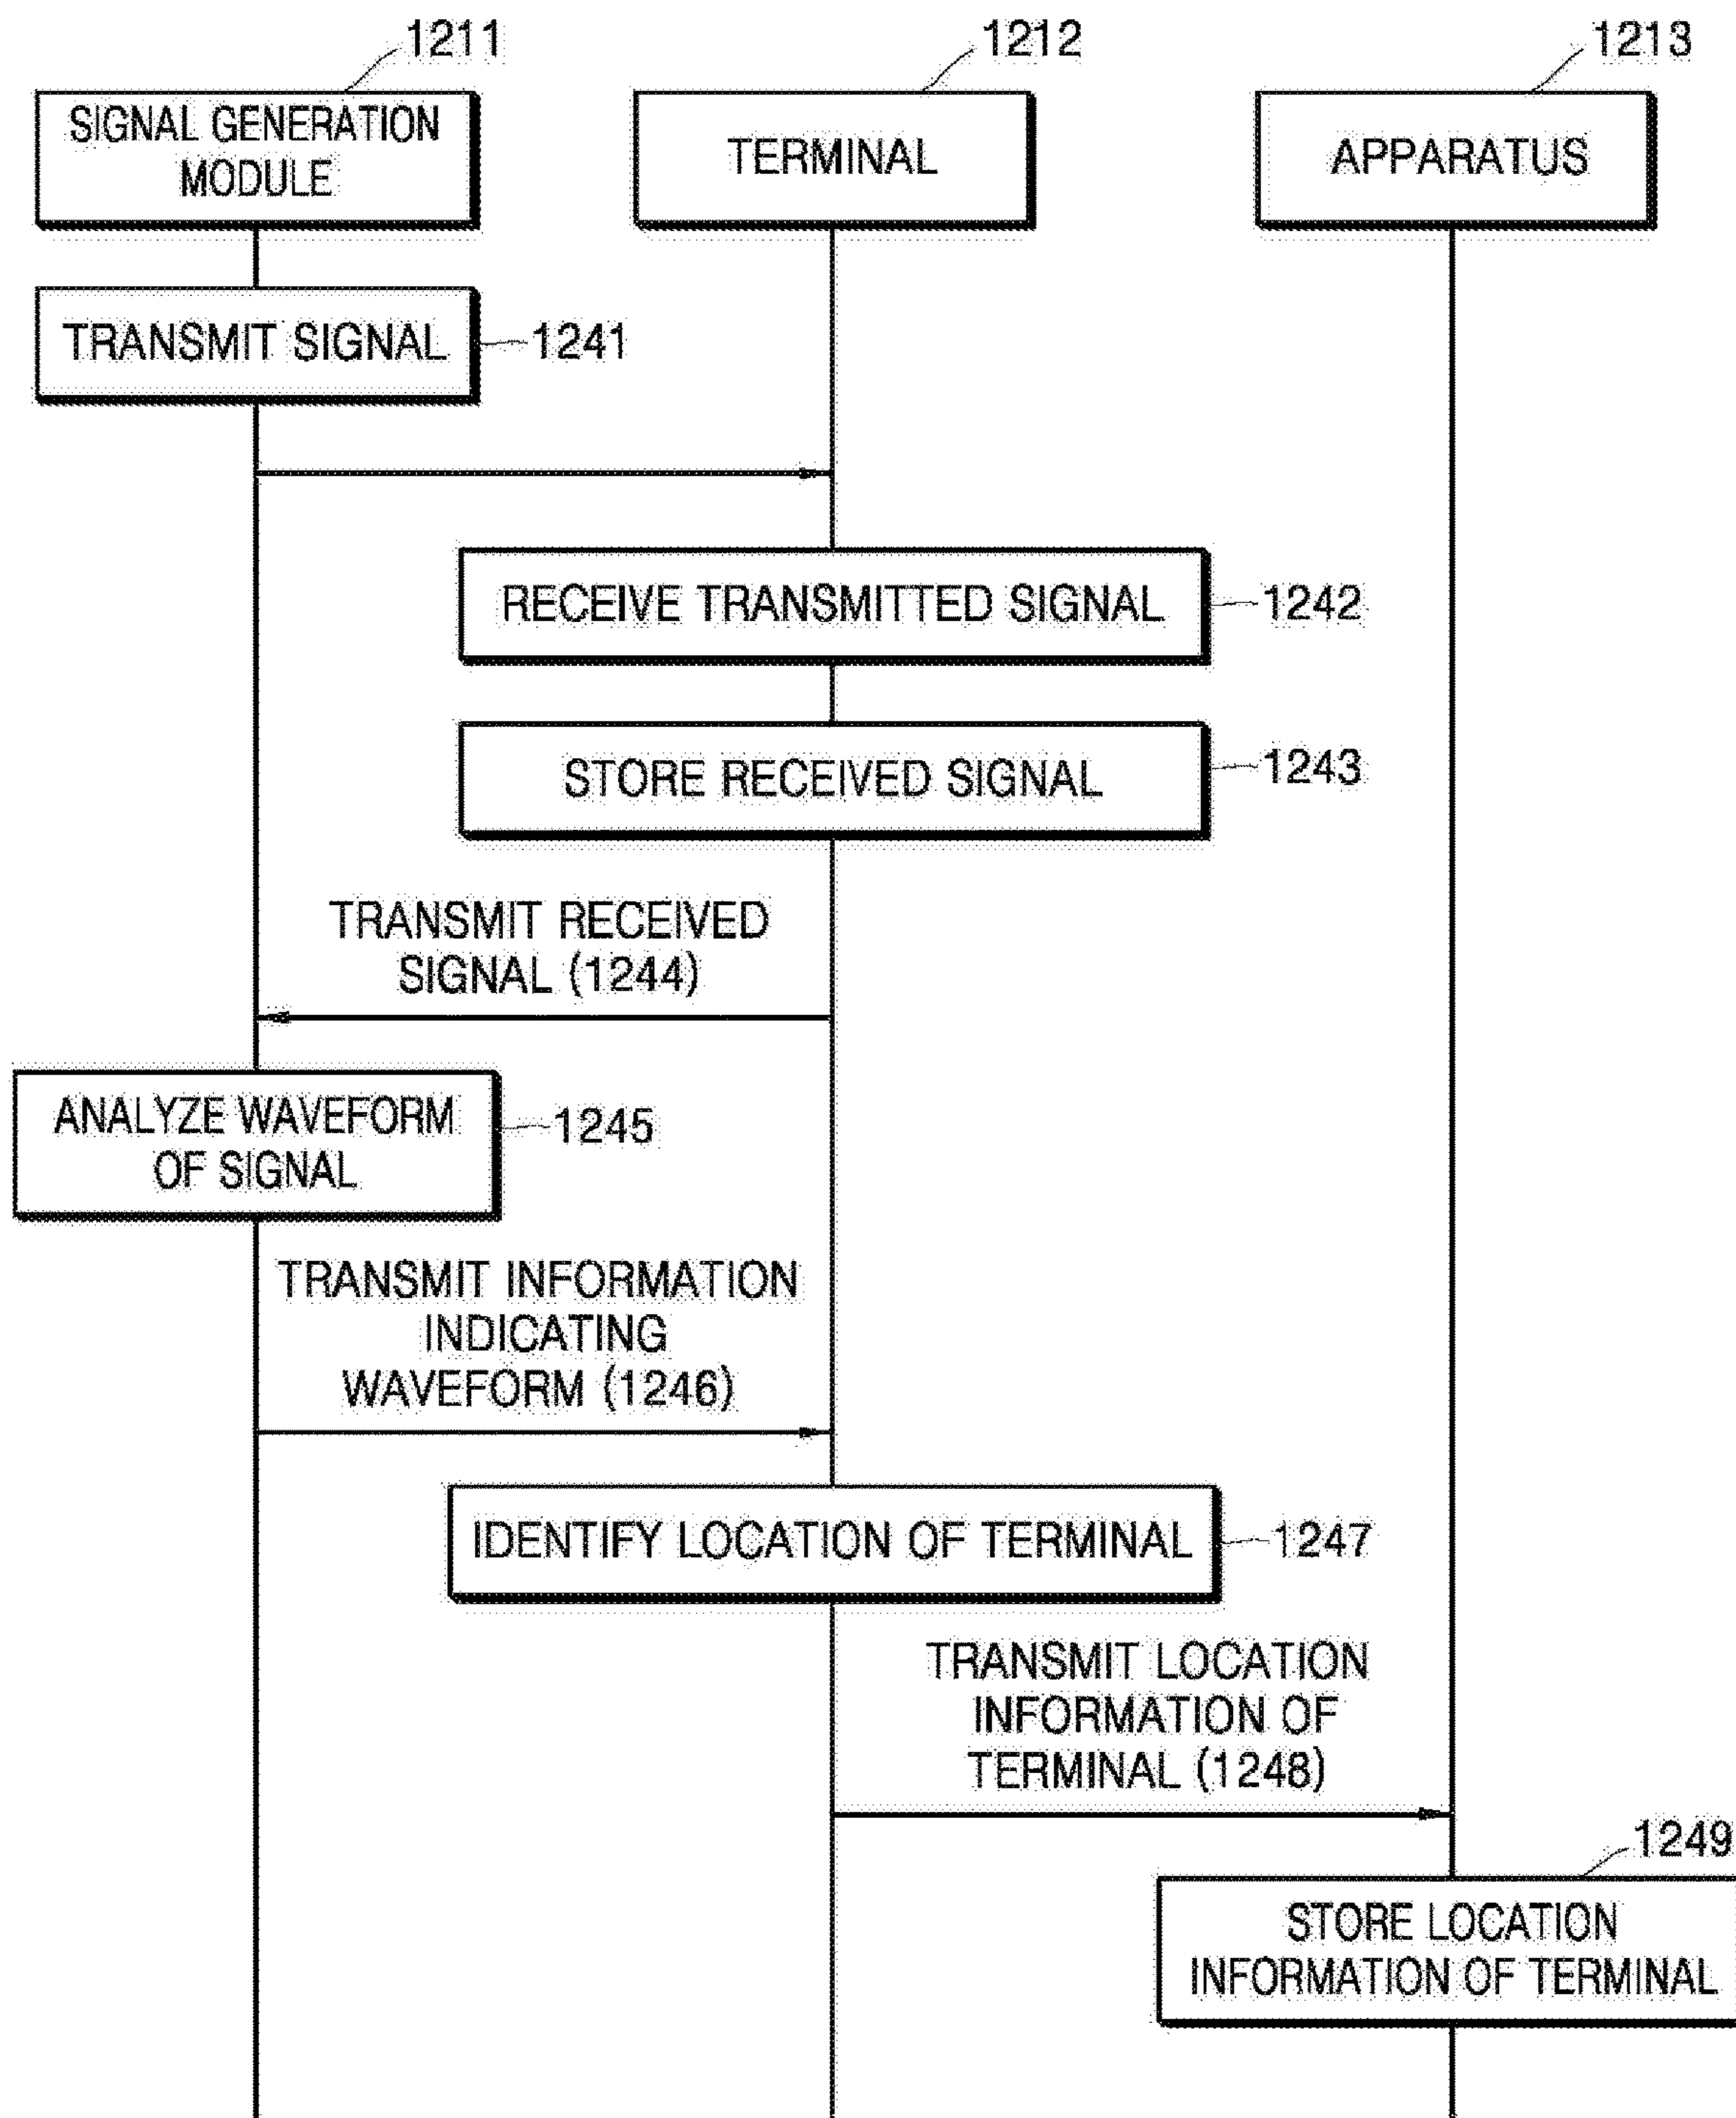 1211
1212
1213
SIGNAL GENERATION
MODULE
TERMINAL
APPARATUS
TRANSMIT SIGNAL
1241
RECEIVE TRANSMITTED SIGNAL
1242
STORE RECEIVED SIGNAL
1243
TRANSMIT RECEIVED
SIGNAL (1244)
ANALYZE WAVEFORM
OF SIGNAL
1245
TRANSMIT INFORMATION
INDICATING
WAVEFORM (1246)
IDENTIFY LOCATION OF TERMINAL
1247
TRANSMIT LOCATION
INFORMATION OF
TERMINAL (1248)
1249
STORE LOCATION
INFORMATION OF TERMINAL